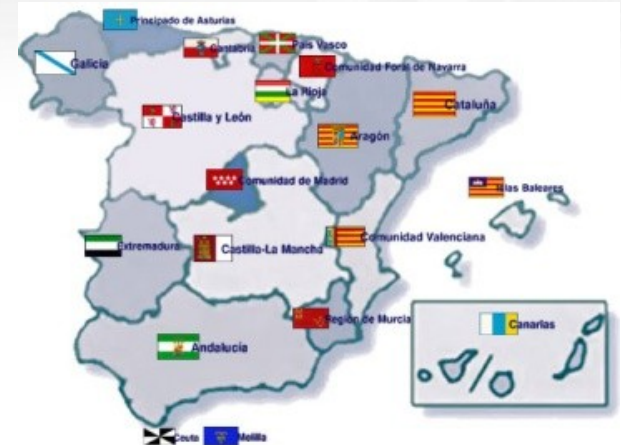 Principado de Asturias
Cantabria
País Vasco
Galicia
Comunidad Foral de Navarra
La Rioja
Cataluña
Castilla y León
Aragón
Comunidad de Madrid
Islas Baleares
Extremadura
Castilla-La Mancha
Comunidad Valenciana
Región de Murcia
Canarias
Andalucía
Ceuta
Melilla